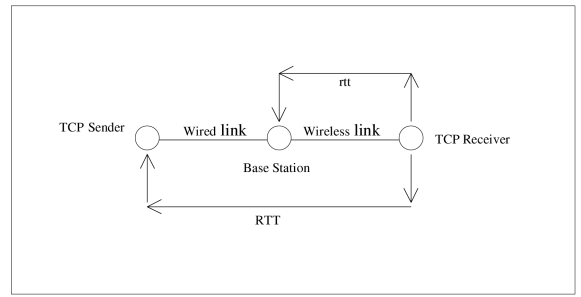 rtt
TCP Sender
Wired link
Wireless link
TCP Receiver
Base Station
RTT